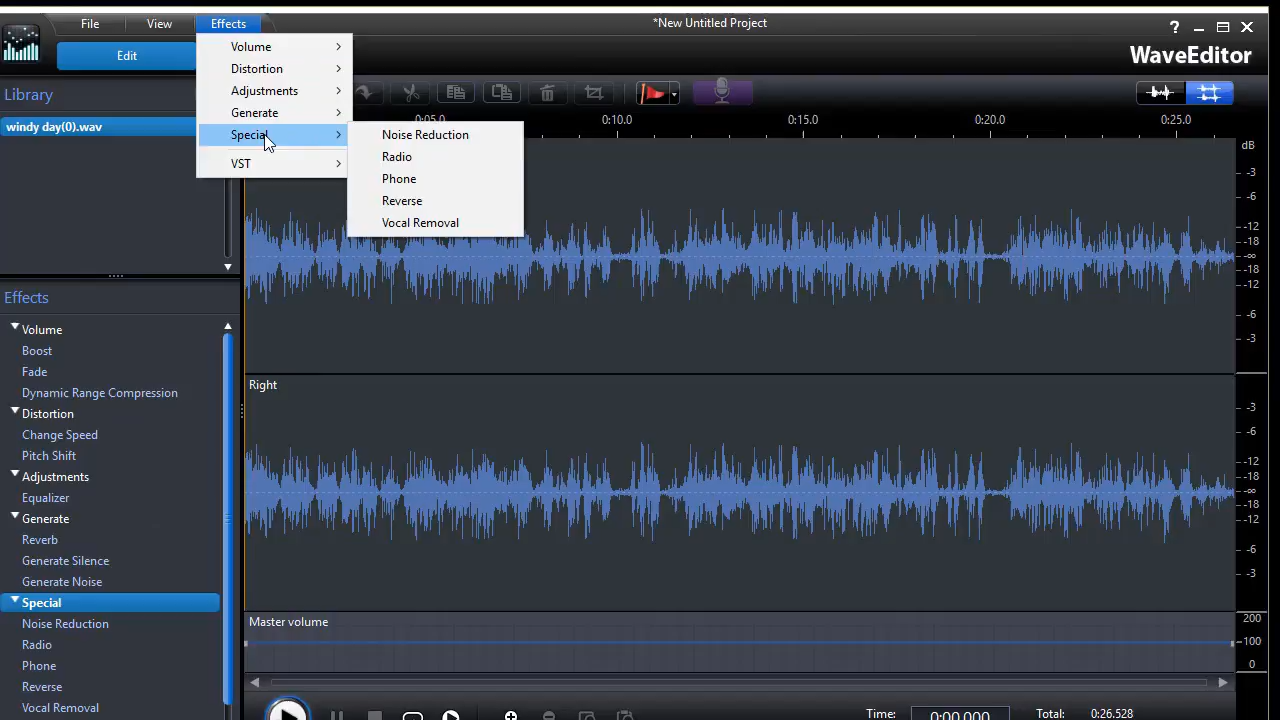 File View Effects
*New Untitled Project
?
Edit
WaveEditor
Volume
Distortion
Adjustments
Generate
Special
VST
Noise Reduction
Radio
Phone
Reverse
Vocal Removal
Library
windy day(0).wav
0:05.0 0:10.0 0:15.0 0:20.0 0:25.0
dB
-3
-12
-18
-∞
-18
-12
-6
-3
Effects
Volume
Boost
Fade
Dynamic Range Compression
Distortion
Change Speed
Pitch Shift
Adjustments
Equalizer
Generate
Reverb
Generate Silence
Generate Noise
Special
Noise Reduction
Radio
Phone
Reverse
Vocal Removal
Right
-3
-6
-12
-18
-∞
-18
-12
-6
-3
Master volume
200
100
0
Time: 0:00.000 Total: 0:26.528